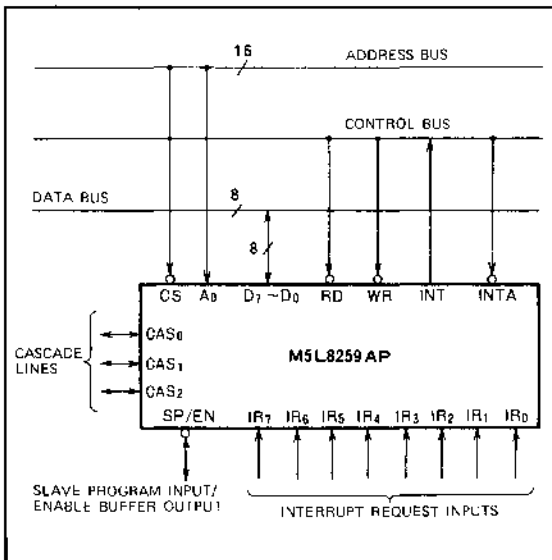 16
ADDRESS BUS
CONTROL BUS
DATA BUS
8
8
CS A0 D7 ~D0 RD WR INT INTA
CASCADE
LINES
CAS0
CAS1
CAS2
M5L8259AP
SP/EN IR7 IR6 IR5 IR4 IR3 IR2 IR1 IR0
SLAVE PROGRAM INPUT/
ENABLE BUFFER OUTPUT
INTERRUPT REQUEST INPUTS